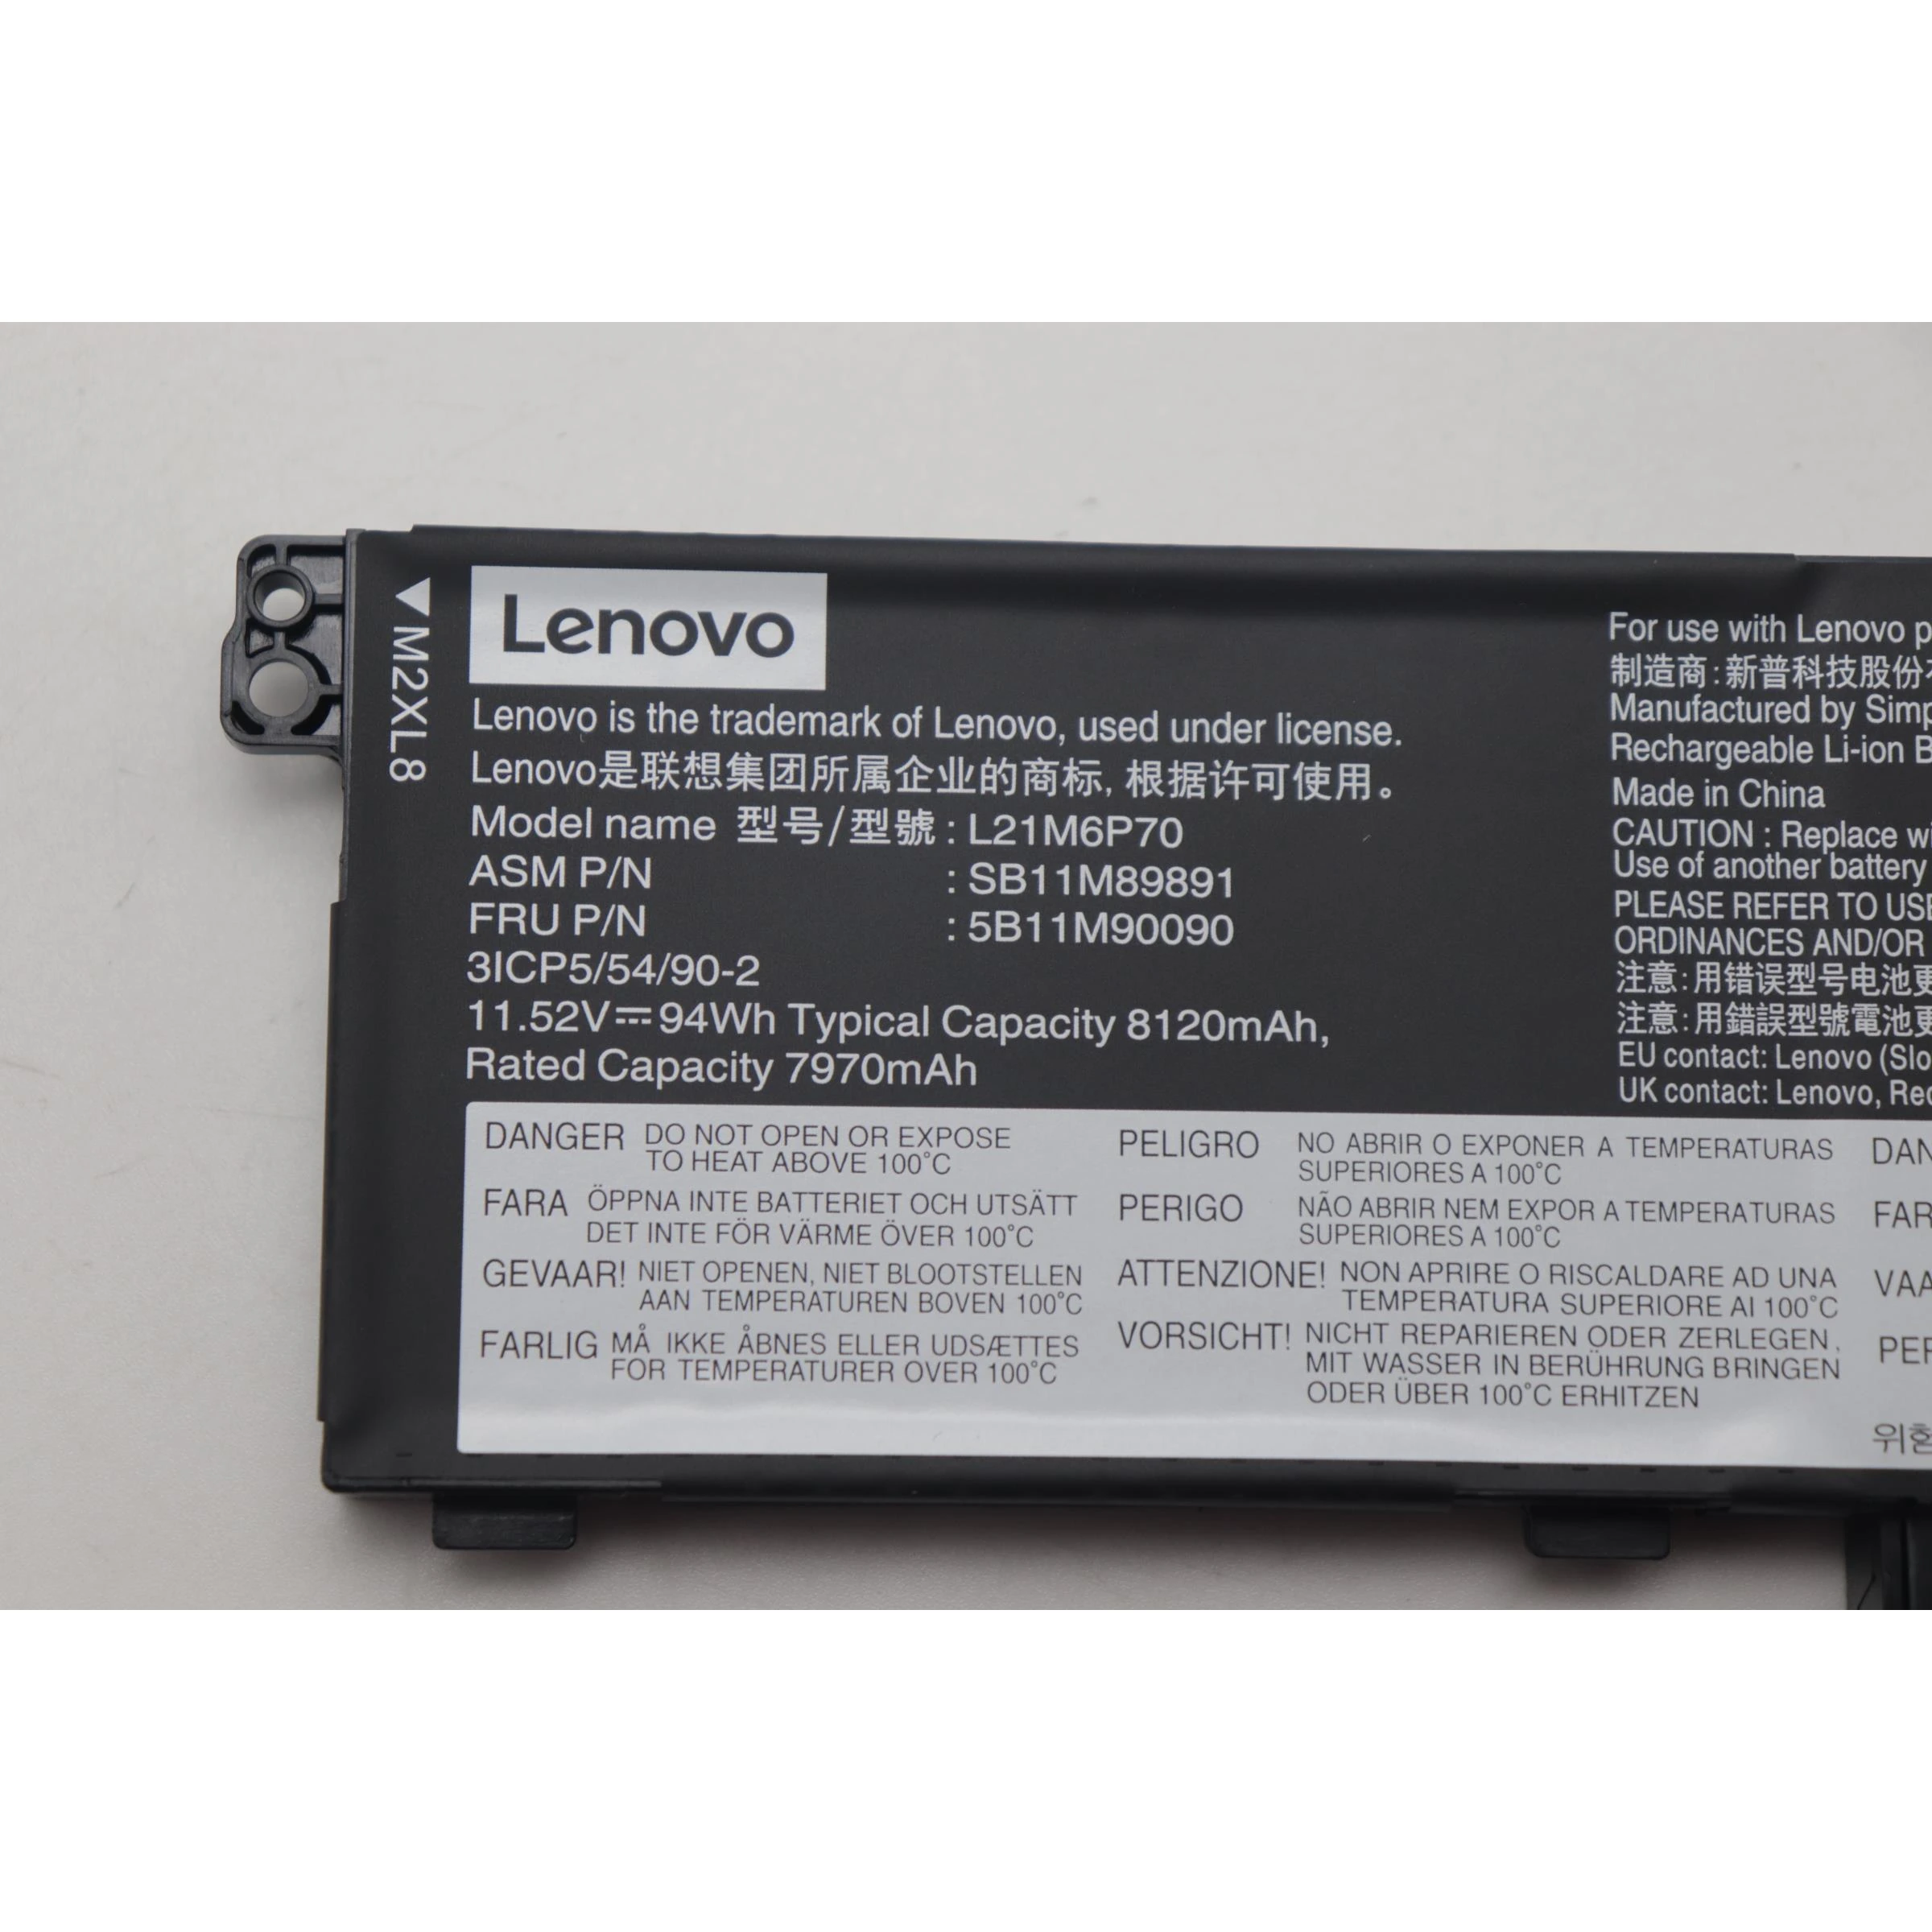 M2XL8
Lenovo
Lenovo is the trademark of Lenovo, used under license.
Lenovo是联想集团所属企业的商标, 根据许可使用。
Model name 型号/型號 : L21M6P70
ASM P/N : SB11M89891
FRU P/N : 5B11M90090
3ICP5/54/90-2
11.52V⎓94Wh Typical Capacity 8120mAh,
Rated Capacity 7970mAh
For use with Lenovo
制造商 : 新普科技股份
Manufactured by
Rechargeable Li-ion
Made in China
CAUTION : Replace
Use of another battery
PLEASE REFER TO
ORDINANCES AND/OR
注意 : 用错误型号电池更
注意 : 用錯誤型號電池更
EU contact: Lenovo
UK contact: Lenovo,
DANGER DO NOT OPEN OR EXPOSE
TO HEAT ABOVE 100°C
FARA ÖPPNA INTE BATTERIET OCH UTSÄTT
DET INTE FÖR VÄRME ÖVER 100°C
GEVAAR! NIET OPENEN, NIET BLOOTSTELLEN
AAN TEMPERATUREN BOVEN 100°C
FARLIG MÅ IKKE ÅBNES ELLER UDSÆTTES
FOR TEMPERATURER OVER 100°C
PELIGRO NO ABRIR O EXPONER A TEMPERATURAS
SUPERIORES A 100°C
PERIGO NÃO ABRIR NEM EXPOR A TEMPERATURAS
SUPERIORES A 100°C
ATTENZIONE! NON APRIRE O RISCALDARE AD UNA
TEMPERATURA SUPERIORE AI 100°C
VORSICHT! NICHT REPARIEREN ODER ZERLEGEN,
MIT WASSER IN BERÜHRUNG BRINGEN
ODER ÜBER 100°C ERHITZEN